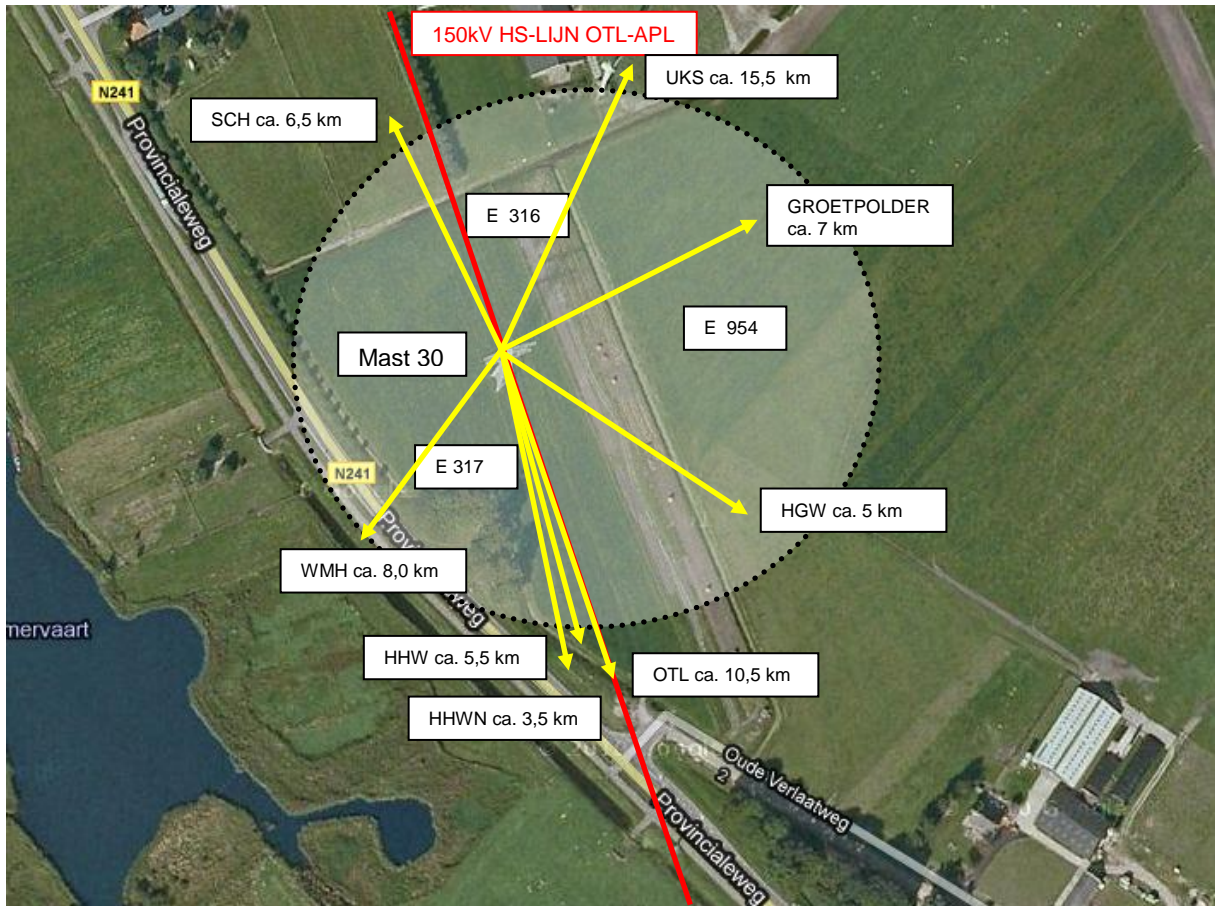 150kV HS-LIJN OTL-APL
UKS ca. 15,5 km
N241
SCH ca. 6,5 km
Provincialeweg
GROETPOLDER
ca. 7 km
E 316
E 954
Mast 30
E 317
N241
HGW ca. 5 km
WMH ca. 8,0 km
mervaart
HHW ca. 5,5 km
OTL ca. 10,5 km
HHWN ca. 3,5 km
Oude Verlaatweg
2
Provincialeweg